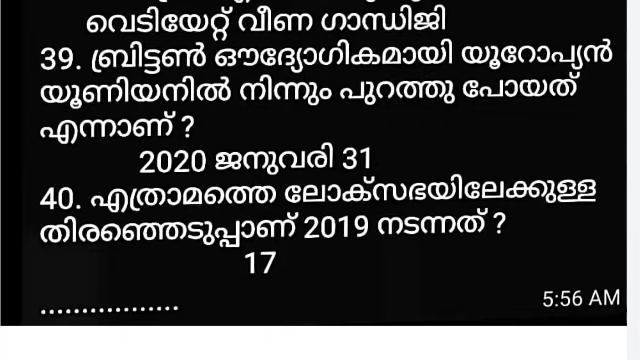 വെടിയേറ്റ് വീണ ഗാന്ധിജി
39. ബ്രിട്ടൺ ഔദ്യോഗികമായി യൂറോപ്യൻ
യൂണിയനിൽ നിന്നും പുറത്തു പോയത്
എന്നാണ് ?
2020 ജനുവരി 31
40. എത്രാമത്തെ ലോക്സഭയിലേക്കുള്ള
തിരഞ്ഞെടുപ്പാണ് 2019 നടന്നത് ?
17
.................
5:56 AM